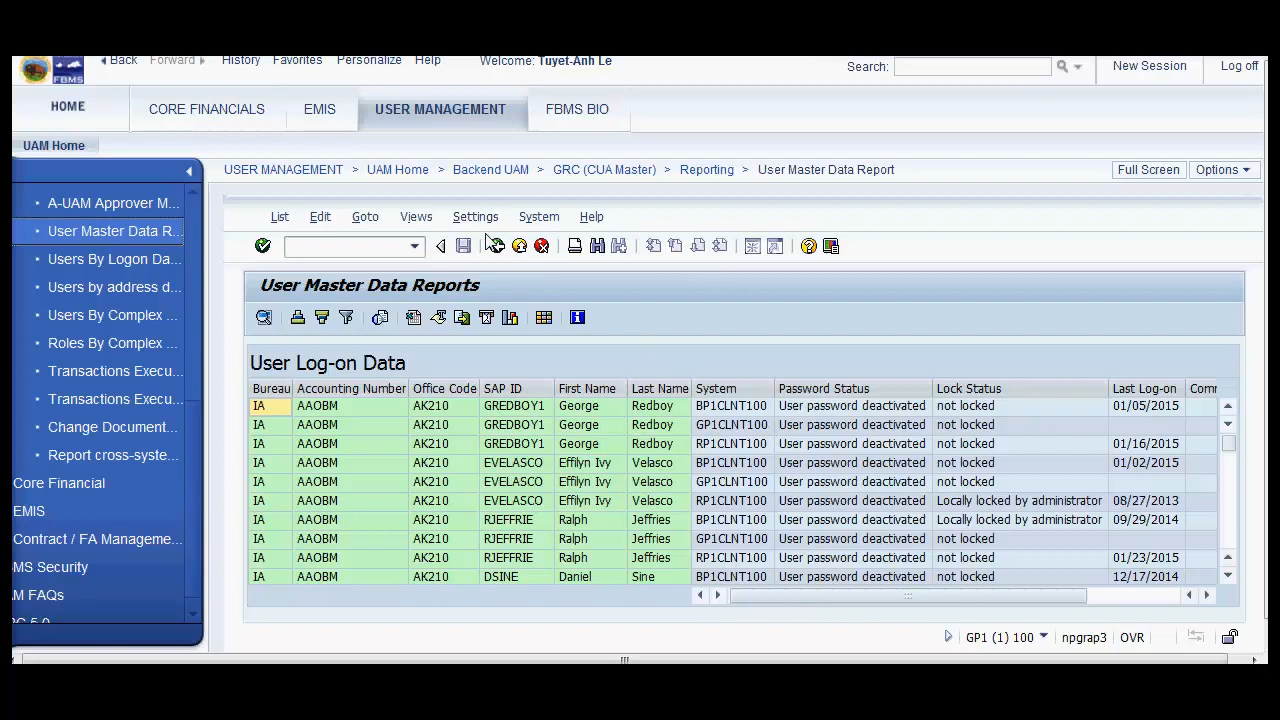 FBMS Back Forward History Favorites Personalize Help Welcome: Tuyet-Anh Le Search: New Session Log off
HOME CORE FINANCIALS EMIS USER MANAGEMENT FBMS BIO
UAM Home
USER MANAGEMENT > UAM Home > Backend UAM > GRC (CUA Master) > Reporting > User Master Data Report Full Screen Options
A-UAM Approver M...
User Master Data R...
Users By Logon Da...
Users by address d...
Users By Complex ...
Roles By Complex ...
Transactions Execu...
Transactions Execu...
Change Document...
Report cross-syste...
Core Financial
EMIS
Contract / FA Manageme...
MS Security
M FAQs
List Edit Goto Views Settings System Help
User Master Data Reports
User Log-on Data
Bureau Accounting Number Office Code SAP ID First Name Last Name System Password Status Lock Status Last Log-on Comr
IA AAOBM AK210 GREDBOY1 George Redboy BP1CLNT100 User password deactivated not locked 01/05/2015
IA AAOBM AK210 GREDBOY1 George Redboy GP1CLNT100 User password deactivated not locked
IA AAOBM AK210 GREDBOY1 George Redboy RP1CLNT100 User password deactivated not locked 01/16/2015
IA AAOBM AK210 EVELASCO Effilyn Ivy Velasco BP1CLNT100 User password deactivated not locked 01/02/2015
IA AAOBM AK210 EVELASCO Effilyn Ivy Velasco GP1CLNT100 User password deactivated not locked
IA AAOBM AK210 EVELASCO Effilyn Ivy Velasco RP1CLNT100 User password deactivated Locally locked by administrator 08/27/2013
IA AAOBM AK210 RJEFFRIE Ralph Jeffries BP1CLNT100 User password deactivated Locally locked by administrator 09/29/2014
IA AAOBM AK210 RJEFFRIE Ralph Jeffries GP1CLNT100 User password deactivated not locked
IA AAOBM AK210 RJEFFRIE Ralph Jeffries RP1CLNT100 User password deactivated not locked 01/23/2015
IA AAOBM AK210 DSINE Daniel Sine BP1CLNT100 User password deactivated not locked 12/17/2014
GP1 (1) 100 npgrap3 OVR